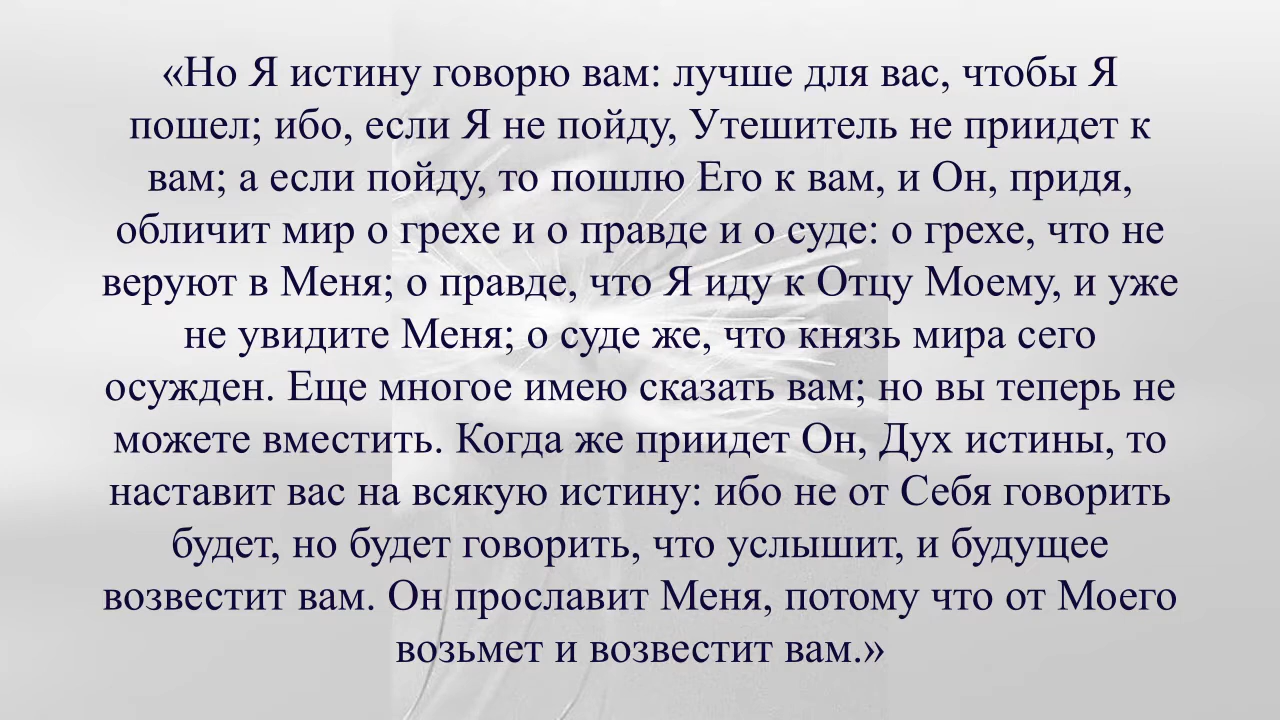 «Но Я истину говорю вам: лучше для вас, чтобы Я
пошел; ибо, если Я не пойду, Утешитель не приидет к
вам; а если пойду, то пошлю Его к вам, и Он, придя,
обличит мир о грехе и о правде и о суде: о грехе, что не
веруют в Меня; о правде, что Я иду к Отцу Моему, и уже
не увидите Меня; о суде же, что князь мира сего
осужден. Еще многое имею сказать вам; но вы теперь не
можете вместить. Когда же приидет Он, Дух истины, то
наставит вас на всякую истину: ибо не от Себя говорить
будет, но будет говорить, что услышит, и будущее
возвестит вам. Он прославит Меня, потому что от Моего
возьмет и возвестит вам.»